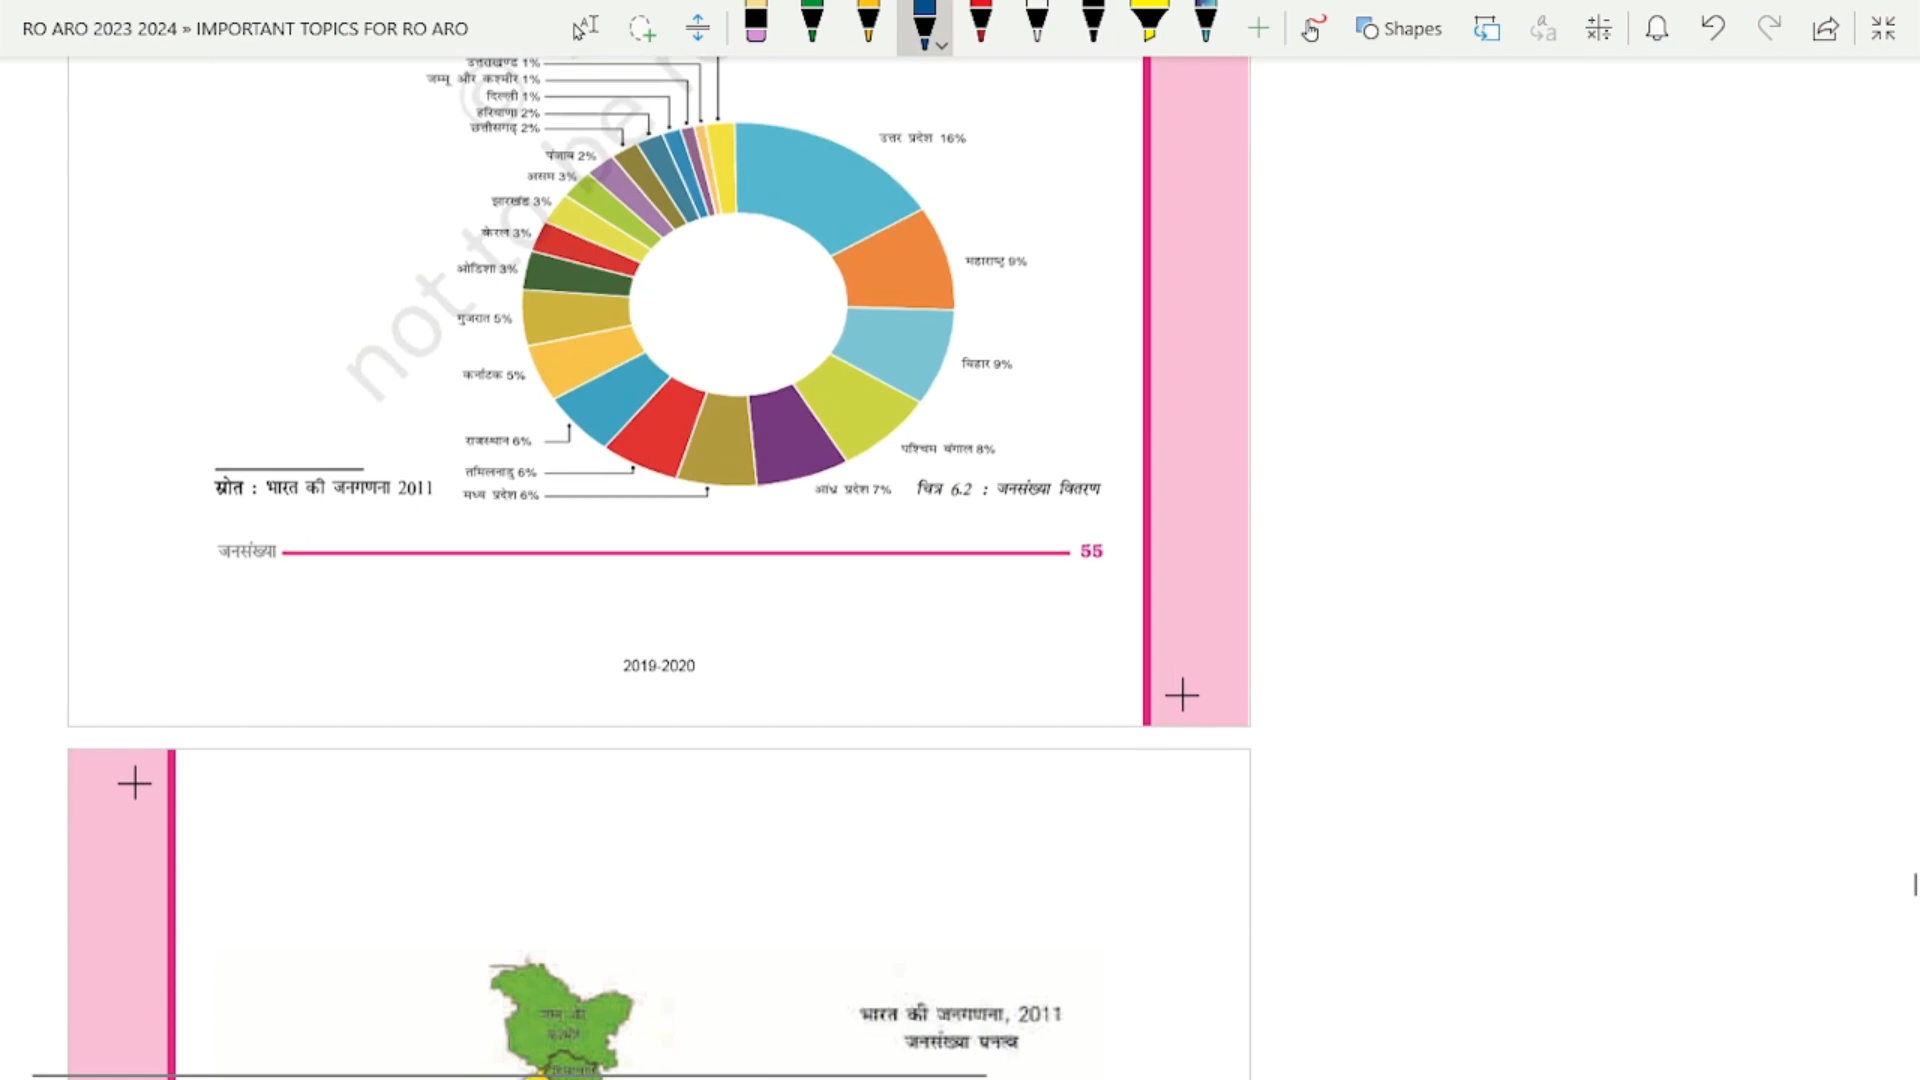 RO ARO 2023 2024 » IMPORTANT TOPICS FOR RO ARO
Shapes
उत्तराखण्ड 1%
जम्मू और कश्मीर 1%
दिल्ली 1%
हरियाणा 2%
छत्तीसगढ़ 2%
पंजाब 2%
असम 3%
झारखंड 3%
केरल 3%
ओडिशा 3%
गुजरात 5%
कर्नाटक 5%
राजस्थान 6%
तमिलनाडु 6%
मध्य प्रदेश 6%
उत्तर प्रदेश 16%
महाराष्ट्र 9%
बिहार 9%
पश्चिम बंगाल 8%
आंध्र प्रदेश 7%
not to be
स्रोत : भारत की जनगणना 2011
चित्र 6.2 : जनसंख्या वितरण
जनसंख्या 55
2019-2020
भारत की जनगणना, 2011
जनसंख्या घनत्व